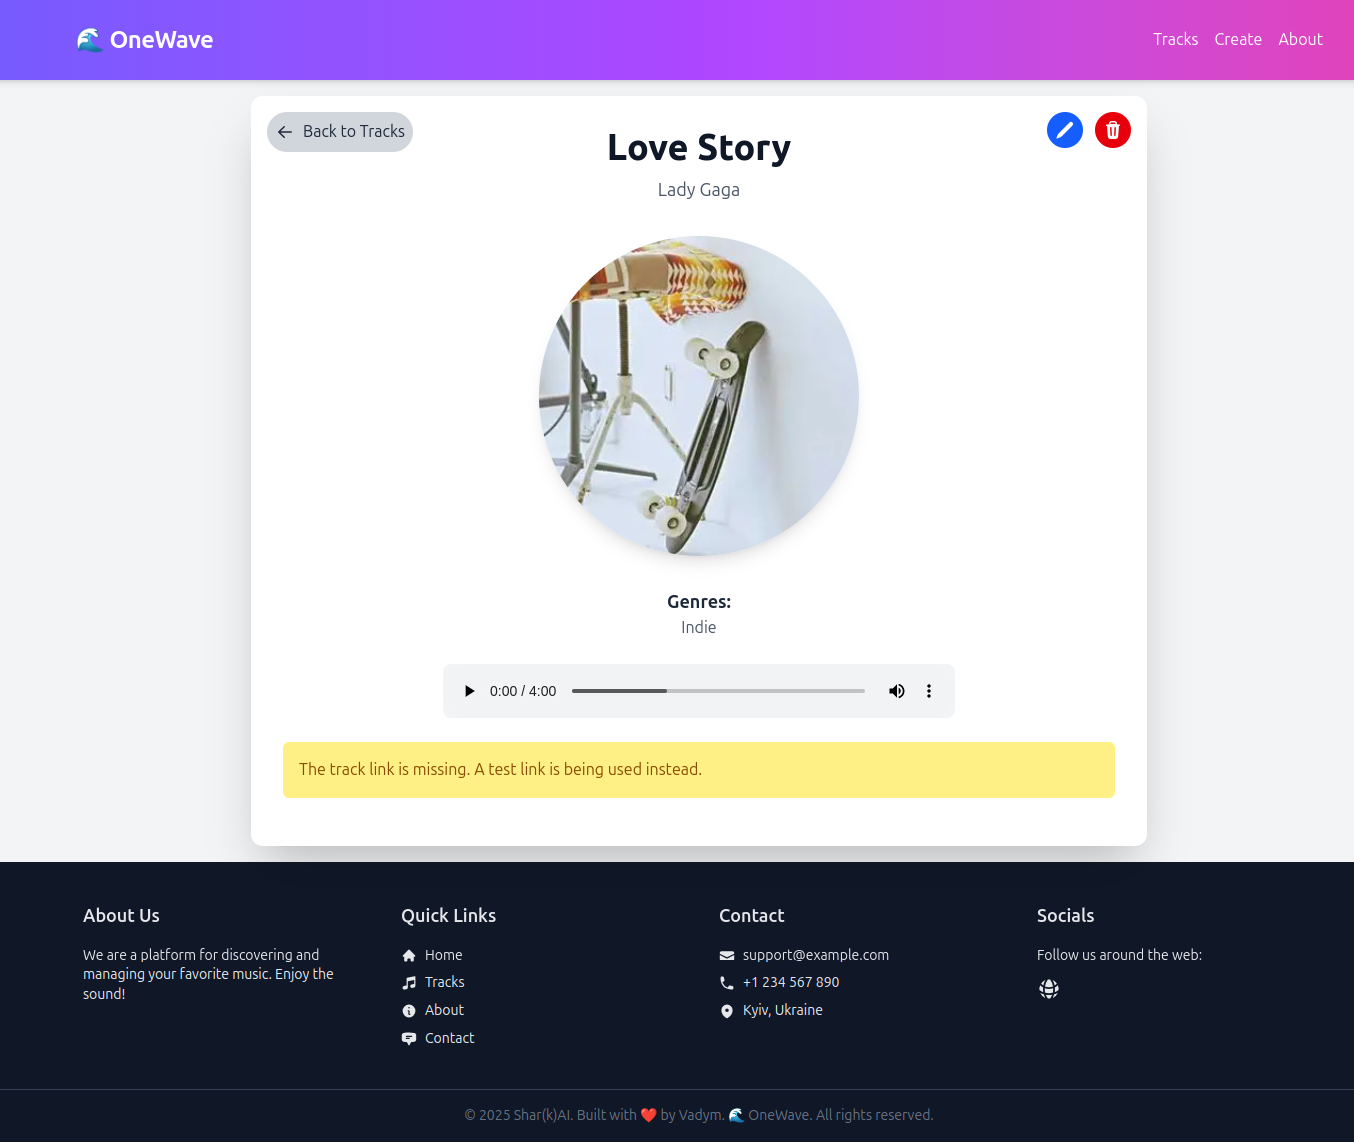 🌊 OneWave
Tracks Create About
Back to Tracks
Love Story
Lady Gaga
Genres:
Indie
0:00 / 4:00
The track link is missing. A test link is being used instead.
About Us
We are a platform for discovering and
managing your favorite music. Enjoy the
sound!
Quick Links
Home
Tracks
About
Contact
Contact
support@example.com
+1 234 567 890
Kyiv, Ukraine
Socials
Follow us around the web:
© 2025 Shar(k)AI. Built with ❤️ by Vadym. 🌊 OneWave. All rights reserved.